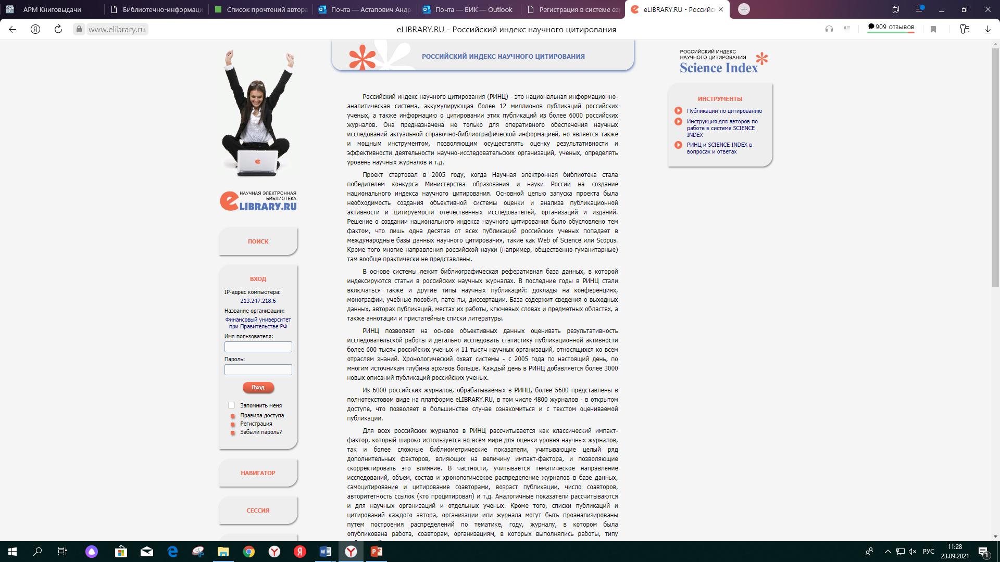 АРМ Книговыдачи
Библиотечно-информаци
Список прочтений автора
Почта — Астапович Андр
Почта — БИК — Outlook
Регистрация в системе ez
eLIBRARY.RU - Российск
www.elibrary.ru
eLIBRARY.RU - Российский индекс научного цитирования
909 отзывов
НАУЧНАЯ ЭЛЕКТРОННАЯ
БИБЛИОТЕКА
eLIBRARY.RU
ПОИСК
ВХОД
IP-адрес компьютера:
213.247.218.6
Название организации:
Финансовый университет
при Правительстве РФ
Имя пользователя:
Пароль:
Вход
Запомнить меня
Правила доступа
Регистрация
Забыли пароль?
НАВИГАТОР
СЕССИЯ
РОССИЙСКИЙ ИНДЕКС НАУЧНОГО ЦИТИРОВАНИЯ
Российский индекс научного цитирования (РИНЦ) - это национальная информационно-
аналитическая система, аккумулирующая более 12 миллионов публикаций российских
ученых, а также информацию о цитировании этих публикаций из более 6000 российских
журналов. Она предназначена не только для оперативного обеспечения научных
исследований актуальной справочно-библиографической информацией, но является также
и мощным инструментом, позволяющим осуществлять оценку результативности и
эффективности деятельности научно-исследовательских организаций, ученых, определять
уровень научных журналов и т.д.
Проект стартовал в 2005 году, когда Научная электронная библиотека стала
победителем конкурса Министерства образования и науки России на создание
национального индекса научного цитирования. Основной целью запуска проекта была
необходимость создания объективной системы оценки и анализа публикационной
активности и цитируемости отечественных исследователей, организаций и изданий.
Решение о создании национального индекса научного цитирования было обусловлено тем
фактом, что лишь одна десятая от всех публикаций российских ученых попадает в
международные базы данных научного цитирования, такие как Web of Science или Scopus.
Кроме того многие направления российской науки (например, общественно-гуманитарные)
там вообще практически не представлены.
В основе системы лежит библиографическая реферативная база данных, в которой
индексируются статьи в российских научных журналах. В последние годы в РИНЦ стали
включаться также и другие типы научных публикаций: доклады на конференциях,
монографии, учебные пособия, патенты, диссертации. База содержит сведения о выходных
данных, авторах публикаций, местах их работы, ключевых словах и предметных областях, а
также аннотации и пристатейные списки литературы.
РИНЦ позволяет на основе объективных данных оценивать результативность
исследовательской работы и детально исследовать статистику публикационной активности
более 600 тысяч российских ученых и 11 тысяч научных организаций, относящихся ко всем
отраслям знаний. Хронологический охват системы - с 2005 года по настоящий день, по
многим источникам глубина архивов больше. Каждый день в РИНЦ добавляется более 3000
новых описаний публикаций российских ученых.
Из 6000 российских журналов, обрабатываемых в РИНЦ, более 5600 представлены в
полнотекстовом виде на платформе eLIBRARY.RU, в том числе 4800 журналов - в открытом
доступе, что позволяет в большинстве случае ознакомиться и с текстом оцениваемой
публикации.
Для всех российских журналов в РИНЦ рассчитывается как классический импакт-
фактор, который широко используется во всем мире для оценки уровня научных журналов,
так и более сложные библиометрические показатели, учитывающие целый ряд
дополнительных факторов, влияющих на величину импакт-фактора, и позволяющие
скорректировать это влияние. В частности, учитывается тематическое направление
исследований, объем, состав и хронологическое распределение журналов в базе данных,
самоцитирование и цитирование соавторами, возраст публикации, число соавторов,
авторитетность ссылок (кто процитировал) и т.д. Аналогичные показатели рассчитываются
и для научных организаций и отдельных ученых. Кроме того, списки публикаций и
цитирований каждого автора, организации или журнала могут быть проанализированы
путем построения распределений по тематике, году, журналу, в котором была
опубликована работа, соавторам, организациям, в которых выполнялись работы, типу
РОССИЙСКИЙ ИНДЕКС
НАУЧНОГО ЦИТИРОВАНИЯ
Science Index
ИНСТРУМЕНТЫ
Публикации по цитированию
Инструкция для авторов по
работе в системе SCIENCE
INDEX
РИНЦ и SCIENCE INDEX в
вопросах и ответах
РУС
11:28
23.09.2021
1